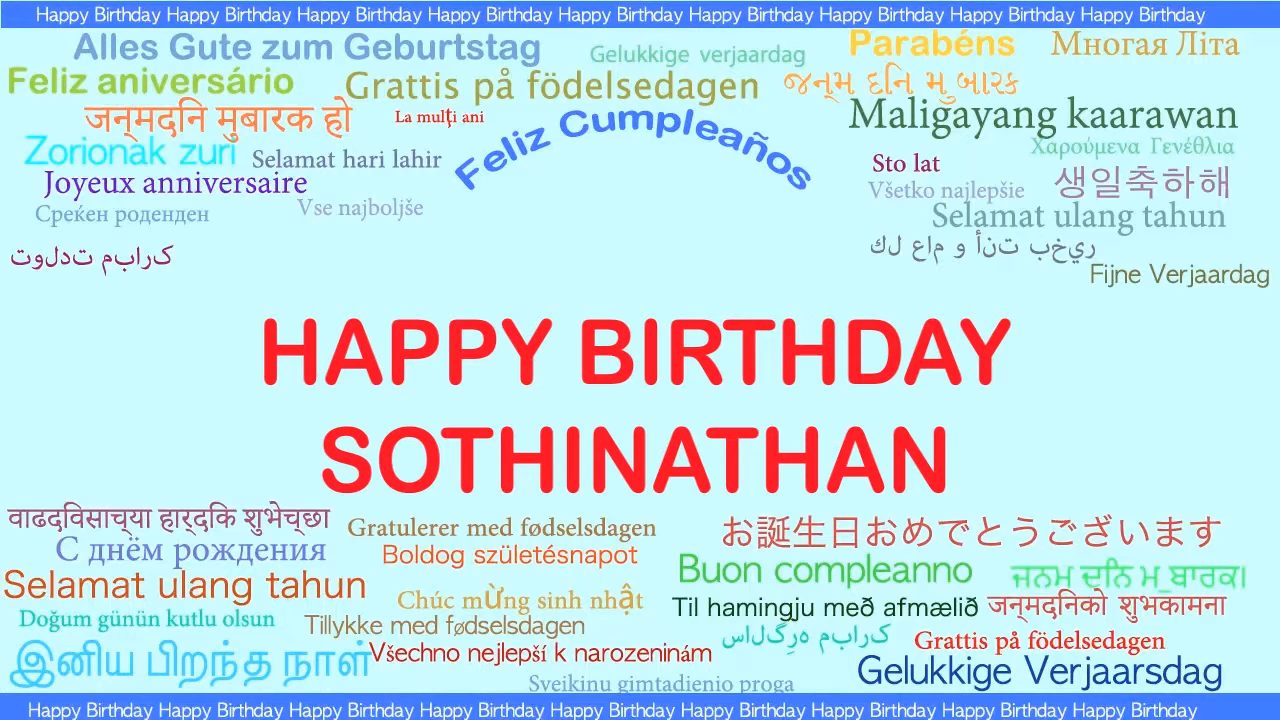 Happy Birthday Happy Birthday Happy Birthday Happy Birthday Happy Birthday Happy Birthday Happy Birthday Happy Birthday Happy Birthday
Alles Gute zum Geburtstag
Gelukkige verjaardag
Parabéns
Многая Літа
Feliz aniversário
Grattis på födelsedagen
જન્મ દિન મુબારક
जन्मदिन मुबारक हो
La mulţi ani
Feliz Cumpleaños
Maligayang kaarawan
Zorionak zuri
Selamat hari lahir
Χαρούμενα Γενέθλια
Sto lat
Joyeux anniversaire
Všetko najlepšie
생일축하해
Среќен роденден
Vse najboljše
Selamat ulang tahun
تولدت مبارک
كل عام و أنت بخير
Fijne Verjaardag
HAPPY BIRTHDAY
SOTHINATHAN
वाढदिवसाच्या हार्दिक शुभेच्छा
Gratulerer med fødselsdagen
お誕生日おめでとうございます
С днём рождения
Boldog születésnapot
Buon compleanno
ਜਨਮ ਦਿਨ ਮੁਬਾਰਕ।
Selamat ulang tahun
Chúc mừng sinh nhật
Til hamingju með afmælið
जन्मदिनको शुभकामना
Doğum günün kutlu olsun
Tillykke med fødselsdagen
سالگرہ مبارک
Grattis på födelsedagen
இனிய பிறந்த நாள்
Všechno nejlepší k narozeninám
Gelukkige Verjaarsdag
Sveikinu gimtadienio proga
Happy Birthday Happy Birthday Happy Birthday Happy Birthday Happy Birthday Happy Birthday Happy Birthday Happy Birthday Happy Birthday